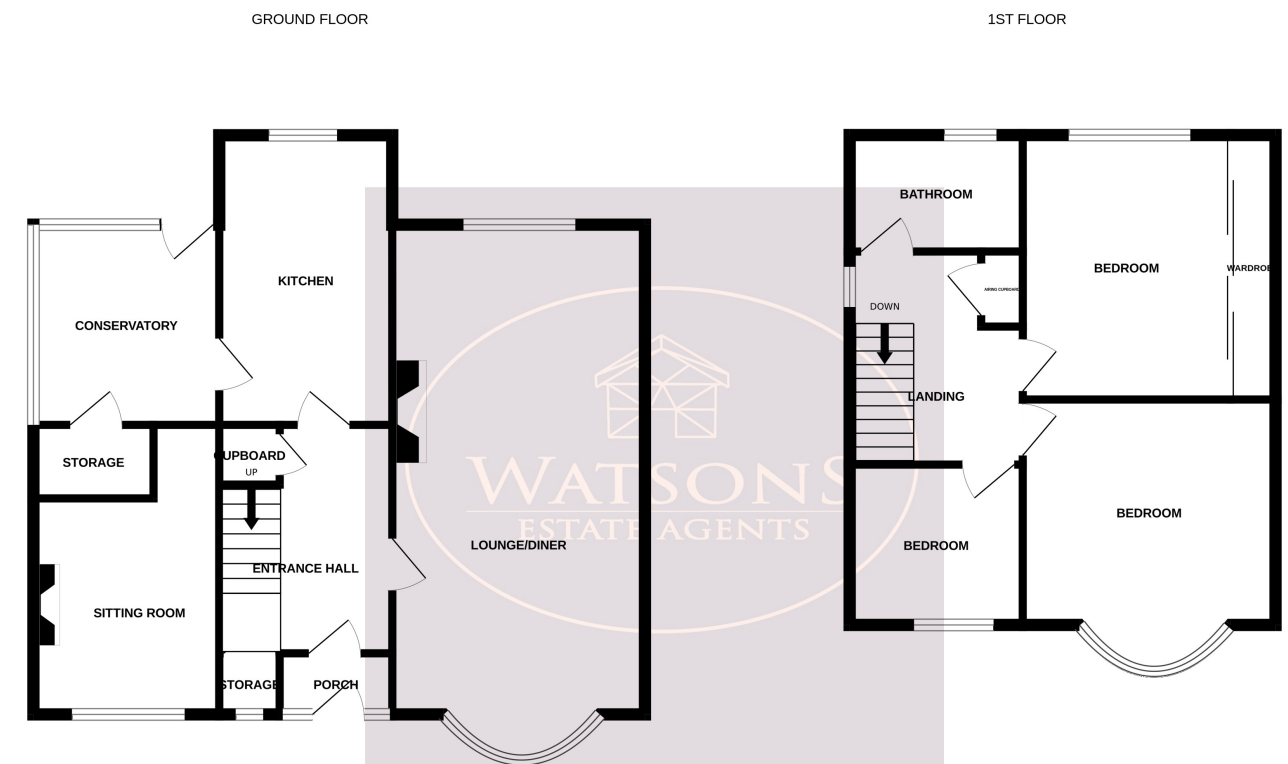 GROUND FLOOR
1ST FLOOR
KITCHEN
CONSERVATORY
STORAGE
CUPBOARD
UP
ENTRANCE HALL
SITTING ROOM
STORAGE
PORCH
LOUNGE/DINER
WATSONS
ESTATE AGENTS
BATHROOM
BEDROOM
WARDROBE
AIRING CUPBOARD
DOWN
LANDING
BEDROOM
BEDROOM